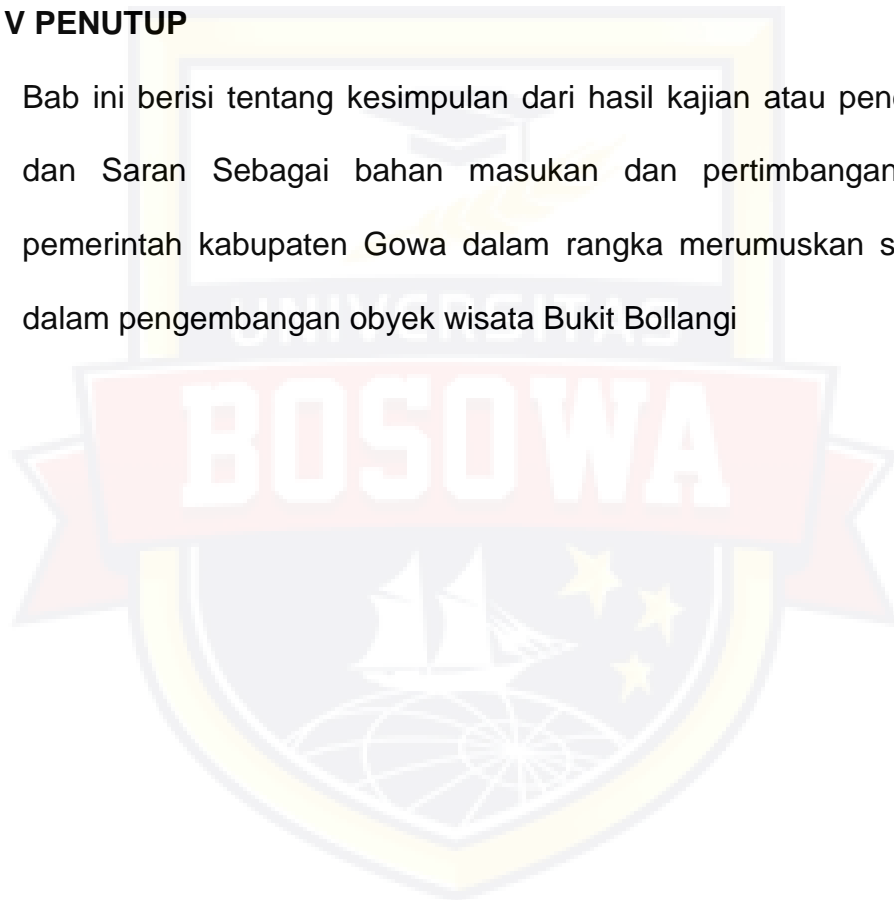 V PENUTUP
Bab ini berisi tentang kesimpulan dari hasil kajian atau
dan Saran Sebagai bahan masukan dan pertimbangan
pemerintah kabupaten Gowa dalam rangka merumuskan
dalam pengembangan obyek wisata Bukit Bollangi
UNIVERSITAS
BOSOWA